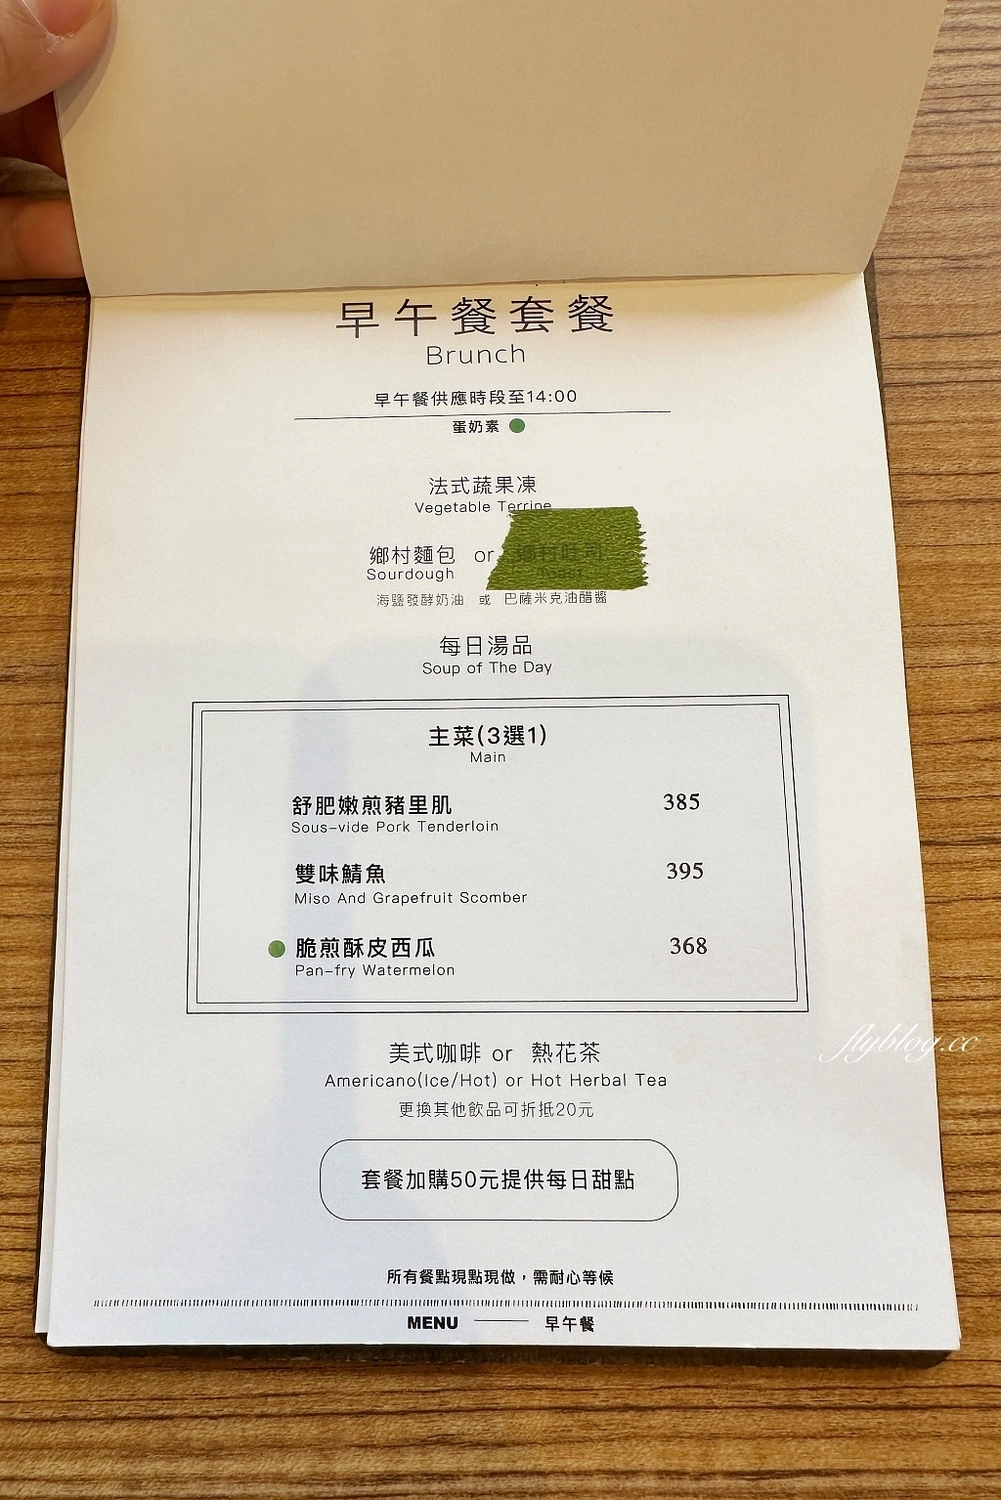 早午餐套餐
Brunch
早午餐供應時段至14:00
蛋奶素
法式蔬果凍
Vegetable Terrine
鄉村麵包 or
Sourdough
海鹽發酵奶油 或 巴薩米克油醋醬
每日湯品
Soup of The Day
主菜(3選1)
Main
舒肥嫩煎豬里肌 385
Sous-vide Pork Tenderloin
雙味鯖魚 395
Miso And Grapefruit Scomber
脆煎酥皮西瓜 368
Pan-fry Watermelon
美式咖啡 or 熱花茶
Americano(Ice/Hot) or Hot Herbal Tea
更換其他飲品可折抵20元
套餐加購50元提供每日甜點
所有餐點現點現做，需耐心等候
MENU —— 早午餐
flyblog.cc